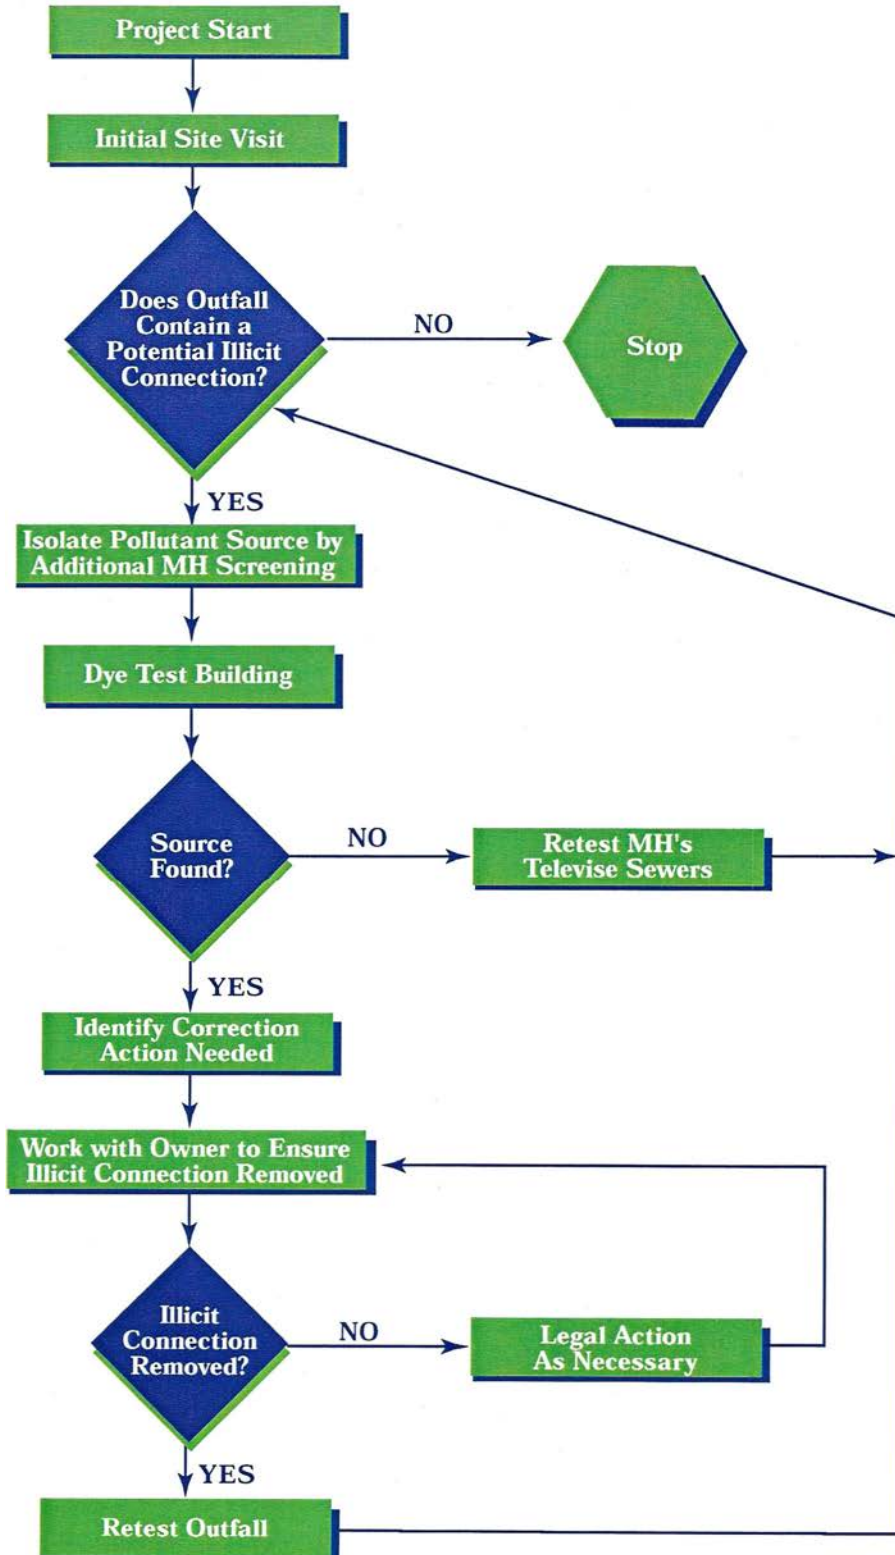 Project Start
Initial Site Visit
Does Outfall
Contain a
Potential Illicit
Connection?
NO
Stop
YES
Isolate Pollutant Source by
Additional MH Screening
Dye Test Building
Source
Found?
NO
Retest MH's
Televise Sewers
YES
Identify Correction
Action Needed
Work with Owner to Ensure
Illicit Connection Removed
Illicit
Connection
Removed?
NO
Legal Action
As Necessary
YES
Retest Outfall